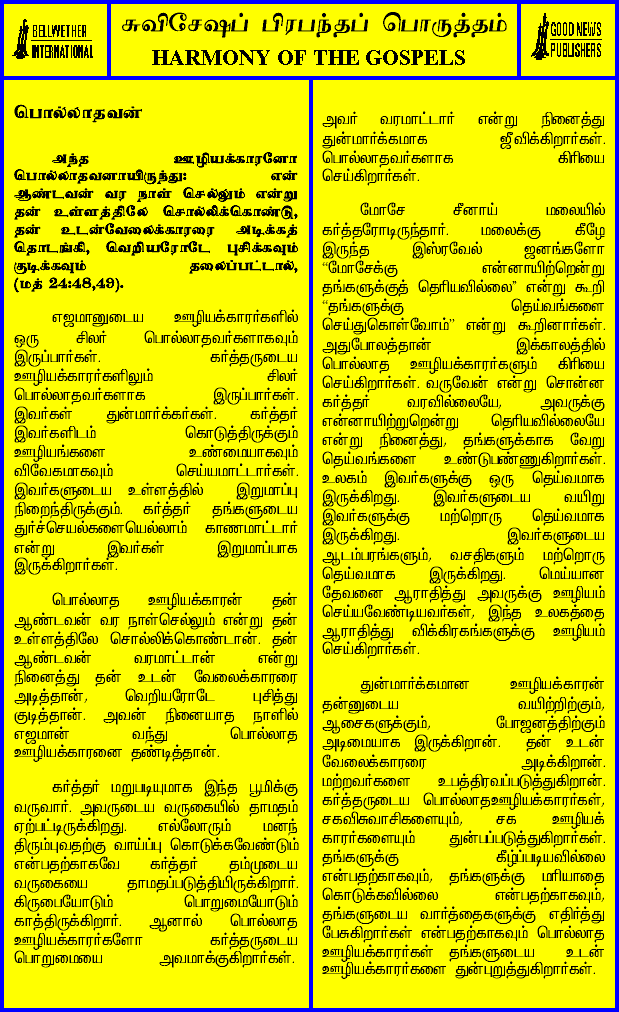 BELLWETHER
INTERNATIONAL
சுவிசேஷப் பிரபந்தப் பொருத்தம்
HARMONY OF THE GOSPELS
GOOD NEWS
PUBLISHERS
பொல்லாதவன்
அந்த ஊழியக்காரனோ
பொல்லாதவனாயிருந்து: என்
ஆண்டவன் வர நாள் செல்லும் என்று
தன் உள்ளத்திலே சொல்லிக்கொண்டு,
தன் உடன்வேலைக்காரரை அடிக்கத்
தொடங்கி, வெறியரோடே புசிக்கவும்
குடிக்கவும் தலைப்பட்டால்,
(மத் 24:48,49).
எஜமானுடைய ஊழியக்காரர்களில்
ஒரு சிலர் பொல்லாதவர்களாகவும்
இருப்பார்கள். கர்த்தருடைய
ஊழியக்காரர்களிலும் சிலர்
பொல்லாதவர்களாக இருப்பார்கள்.
இவர்கள் துன்மார்க்கர்கள். கர்த்தர்
இவர்களிடம் கொடுத்திருக்கும்
ஊழியங்களை உண்மையாகவும்
விவேகமாகவும் செய்யமாட்டார்கள்.
இவர்களுடைய உள்ளத்தில் இறுமாப்பு
நிறைந்திருக்கும். கர்த்தர் தங்களுடைய
துர்ச்செயல்களையெல்லாம் காணமாட்டார்
என்று இவர்கள் இறுமாப்பாக
இருக்கிறார்கள்.
பொல்லாத ஊழியக்காரன் தன்
ஆண்டவன் வர நாள்செல்லும் என்று தன்
உள்ளத்திலே சொல்லிக்கொண்டான். தன்
ஆண்டவன் வரமாட்டான் என்று
நினைத்து தன் உடன் வேலைக்காரரை
அடித்தான், வெறியரோடே புசித்து
குடித்தான். அவன் நினையாத நாளில்
எஜமான் வந்து பொல்லாத
ஊழியக்காரனை தண்டித்தான்.
கர்த்தர் மறுபடியுமாக இந்த பூமிக்கு
வருவார். அவருடைய வருகையில் தாமதம்
ஏற்பட்டிருக்கிறது. எல்லோரும் மனந்
திரும்புவதற்கு வாய்ப்பு கொடுக்கவேண்டும்
என்பதற்காகவே கர்த்தர் தம்முடைய
வருகையை தாமதப்படுத்தியிருக்கிறார்.
கிருபையோடும் பொறுமையோடும்
காத்திருக்கிறார். ஆனால் பொல்லாத
ஊழியக்காரர்களோ கர்த்தருடைய
பொறுமையை அவமாக்குகிறார்கள்.
அவர் வரமாட்டார் என்று நினைத்து
துன்மார்க்கமாக ஜீவிக்கிறார்கள்.
பொல்லாதவர்களாக கிரியை
செய்கிறார்கள்.
மோசே சீனாய் மலையில்
கர்த்தரோடிருந்தார். மலைக்கு கீழே
இருந்த இஸ்ரவேல் ஜனங்களோ
“மோசேக்கு என்னாயிற்றென்று
தங்களுக்குத் தெரியவில்லை” என்று கூறி
“தங்களுக்கு தெய்வங்களை
செய்துகொள்வோம்” என்று கூறினார்கள்.
அதுபோலத்தான் இக்காலத்தில்
பொல்லாத ஊழியக்காரர்களும் கிரியை
செய்கிறார்கள். வருவேன் என்று சொன்ன
கர்த்தர் வரவில்லையே, அவருக்கு
என்னாயிற்றுறென்று தெரியவில்லையே
என்று நினைத்து, தங்களுக்காக வேறு
தெய்வங்களை உண்டுபண்ணுகிறார்கள்.
உலகம் இவர்களுக்கு ஒரு தெய்வமாக
இருக்கிறது. இவர்களுடைய வயிறு
இவர்களுக்கு மற்றொரு தெய்வமாக
இருக்கிறது. இவர்களுடைய
ஆடம்பரங்களும், வசதிகளும் மற்றொரு
தெய்வமாக இருக்கிறது. மெய்யான
தேவனை ஆராதித்து அவருக்கு ஊழியம்
செய்யவேண்டியவர்கள், இந்த உலகத்தை
ஆராதித்து விக்கிரகங்களுக்கு ஊழியம்
செய்கிறார்கள்.
துன்மார்க்கமான ஊழியக்காரன்
தன்னுடைய வயிற்றிற்கும்,
ஆசைகளுக்கும், போஜனத்திற்கும்
அடிமையாக இருக்கிறான். தன் உடன்
வேலைக்காரரை அடிக்கிறான்.
மற்றவர்களை உபத்திரவப்படுத்துகிறான்.
கர்த்தருடைய பொல்லாதஊழியக்காரர்கள்,
சகவிசுவாசிகளையும், சக ஊழியக்
காரர்களையும் துன்பப்படுத்துகிறார்கள்.
தங்களுக்கு கீழ்ப்படியவில்லை
என்பதற்காகவும், தங்களுக்கு மரியாதை
கொடுக்கவில்லை என்பதற்காகவும்,
தங்களுடைய வார்த்தைகளுக்கு எதிர்த்து
பேசுகிறார்கள் என்பதற்காகவும் பொல்லாத
ஊழியக்காரர்கள் தங்களுடைய உடன்
ஊழியக்காரர்களை துன்புறுத்துகிறார்கள்.